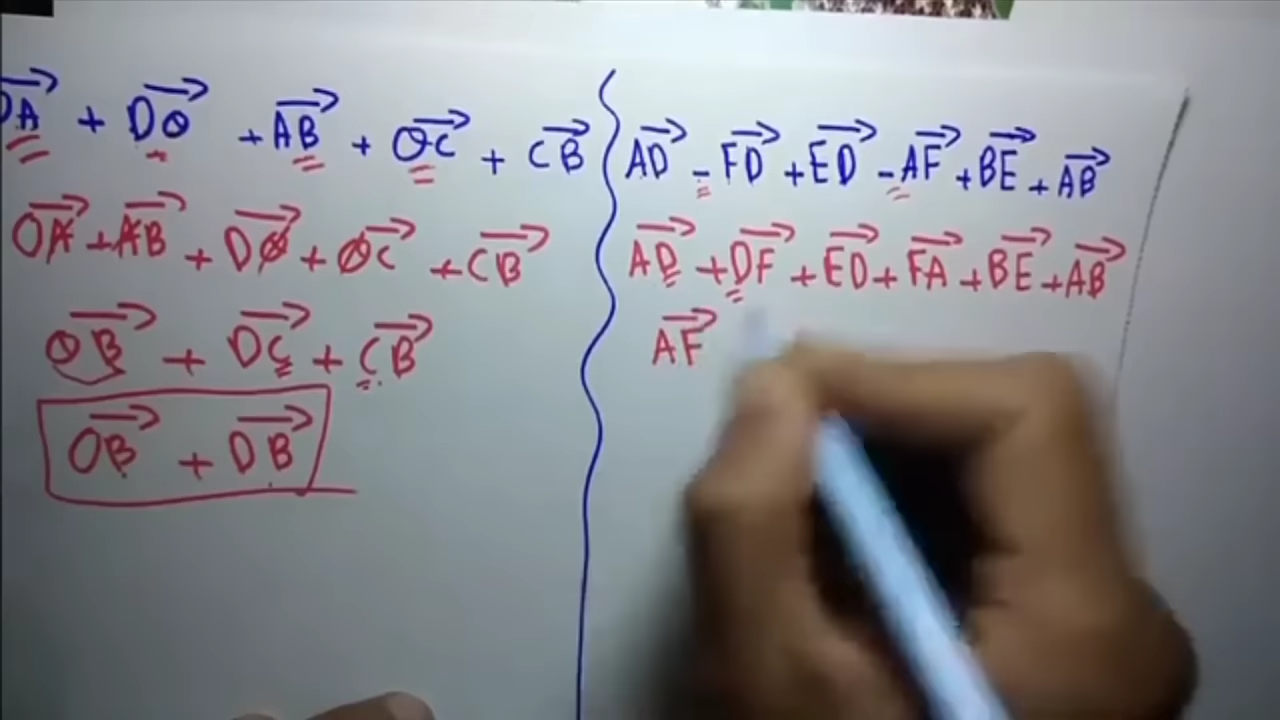 OA + DO + AB + OC + CB
OA + AB + DO + OC + CB
OB + DC + CB
OB + DB
AD - FD + ED - AF + BE + AB
AD + DF + ED + FA + BE + AB
AF